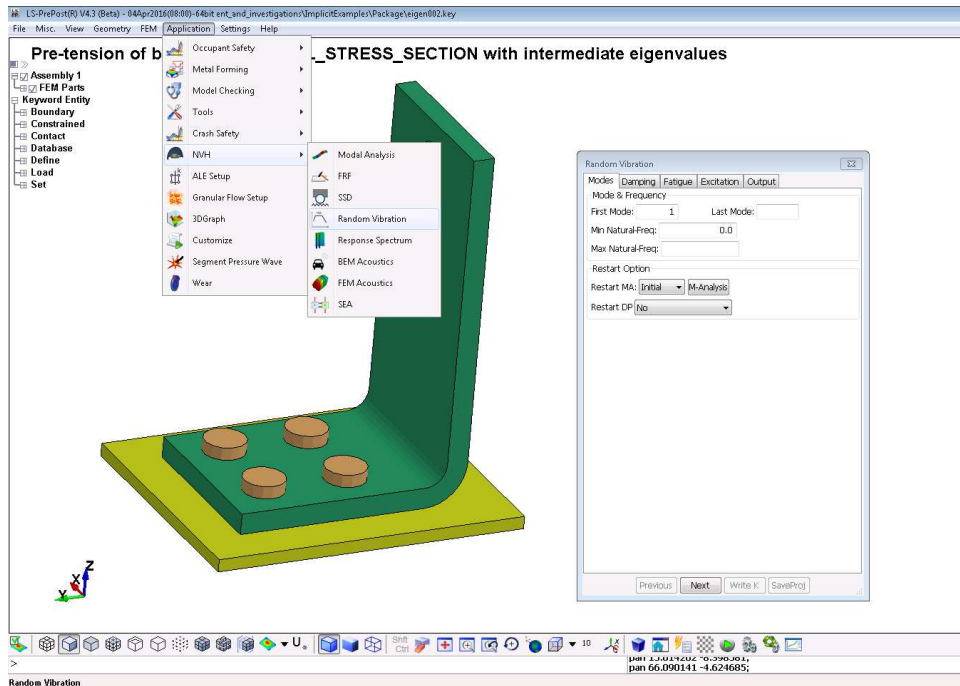 LS-PrePost(R) V4.3 (Beta) - 04Apr2016(08:00)-64bit ent_and_investigations\ImplicitExamples\Package\eigen002.key
File Misc. View Geometry FEM Application Settings Help
Pre-tension of b L_STRESS_SECTION with intermediate eigenvalues
Assembly 1
FEM Parts
Keyword Entity
Boundary
Constrained
Contact
Database
Define
Load
Set
Occupant Safety
Metal Forming
Model Checking
Tools
Crash Safety
NVH
ALE Setup
Granular Flow Setup
3DGraph
Customize
Segment Pressure Wave
Wear
Modal Analysis
FRF
SSD
Random Vibration
Response Spectrum
BEM Acoustics
FEM Acoustics
SEA
Random Vibration
Modes Damping Fatigue Excitation Output
Mode & Frequency
First Mode: 1 Last Mode:
Min Natural-Freq: 0.0
Max Natural-Freq:
Restart Option
Restart MA: Initial M-Analysis
Restart DP No
Previous Next Write K SaveProj
Z
X
Y
U.
Shft
Ctrl
10
>
pan 66.090141 -4.624685;
Random Vibration